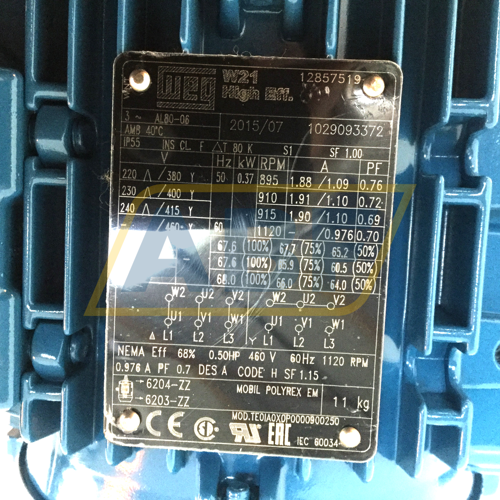 WEG W21 12857519
High Eff.
3 ~ AL80-06 2015/07 1029093372
AMB 40°C
IP55 INS CL. F ΔT 80 K S1 SF 1.00
V Hz kW RPM A PF
220 Δ / 380 Y 50 0.37 895 1.88 / 1.09 0.76
230 Δ / 400 Y 910 1.91 / 1.10 0.72
240 Δ / 415 Y 915 1.90 / 1.10 0.69
- 460 Y 60 1120 - /0.976 0.70
67.6 (100%) 67.7 (75%) 65.2 (50%)
- 67.6 (100%) 65.9 (75%) 60.5 (50%)
68.0 (100%) 66.0 (75%) 64.0 (50%)
W2 U2 V2 W2 U2 V2
U1 V1 W1 U1 V1 W1
Δ L1 L2 L3 Y L1 L2 L3
NEMA Eff 68% 0.50HP 460 V 60Hz 1120 RPM
0.976 A PF 0.7 DES A CODE H SF 1.15
-6204-ZZ MOBIL POLYREX EM 11 kg
-6203-ZZ
MOD.TE01A0X0P0000900250
CE UR EAC IEC 60034-